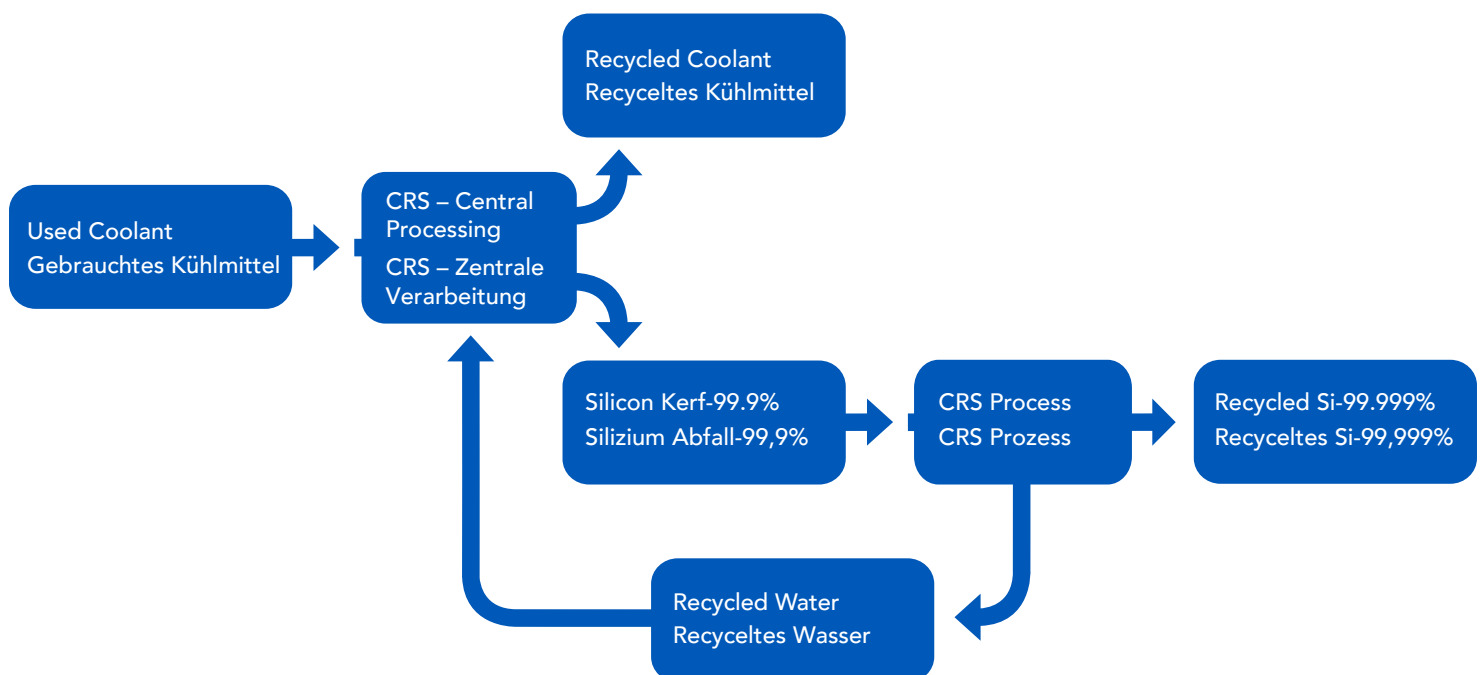 Recycled Coolant
Recyceltes Kühlmittel
Used Coolant
Gebrauchtes Kühlmittel
CRS – Central
Processing
CRS – Zentrale
Verarbeitung
Silicon Kerf-99.9%
Silizium Abfall-99,9%
CRS Process
CRS Prozess
Recycled Si-99.999%
Recyceltes Si-99,999%
Recycled Water
Recyceltes Wasser